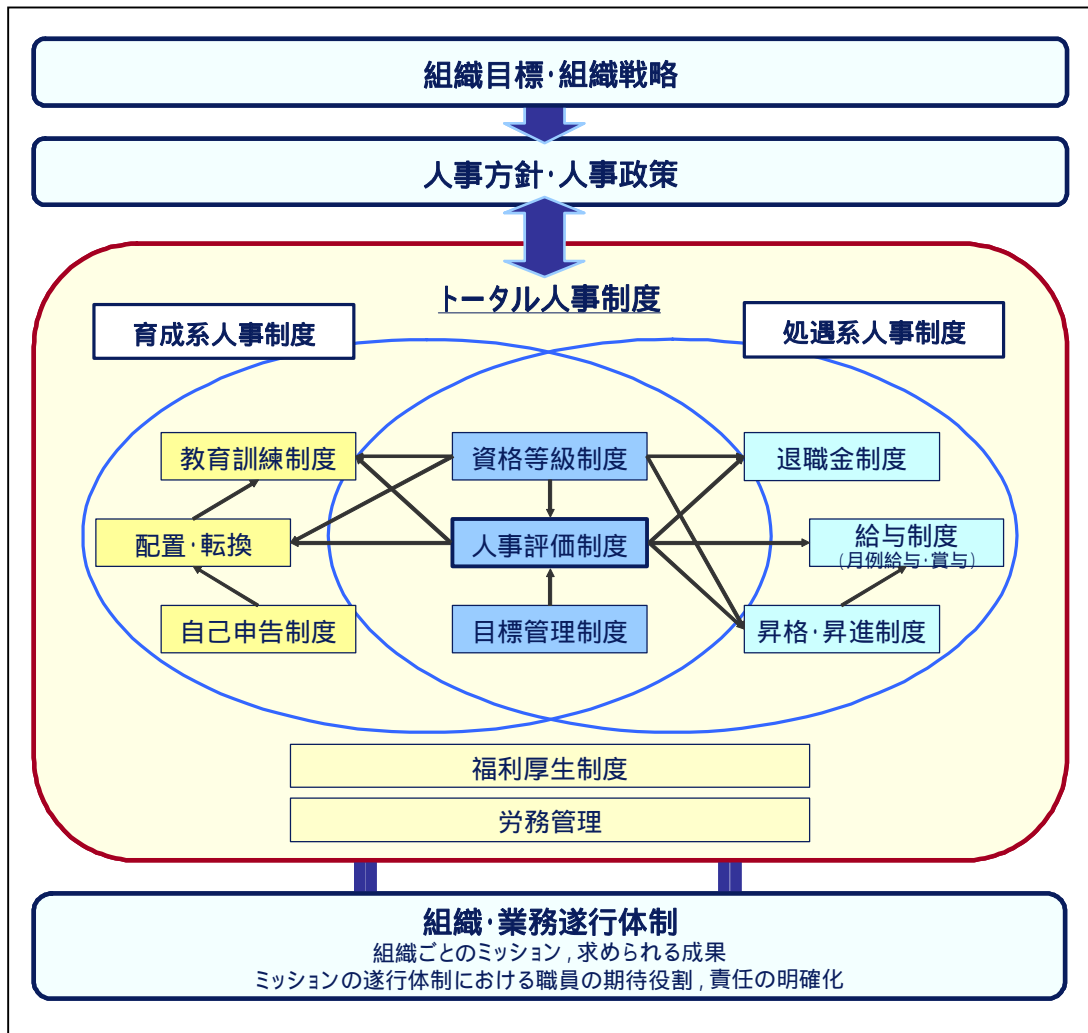 組織目標・組織戦略
人事方針・人事政策
トータル人事制度
育成系人事制度
処遇系人事制度
教育訓練制度
資格等級制度
退職金制度
配置・転換
人事評価制度
給与制度
(月例給与・賞与)
自己申告制度
目標管理制度
昇格・昇進制度
福利厚生制度
労務管理
組織・業務遂行体制
組織ごとのミッション,求められる成果
ミッションの遂行体制における職員の期待役割,責任の明確化